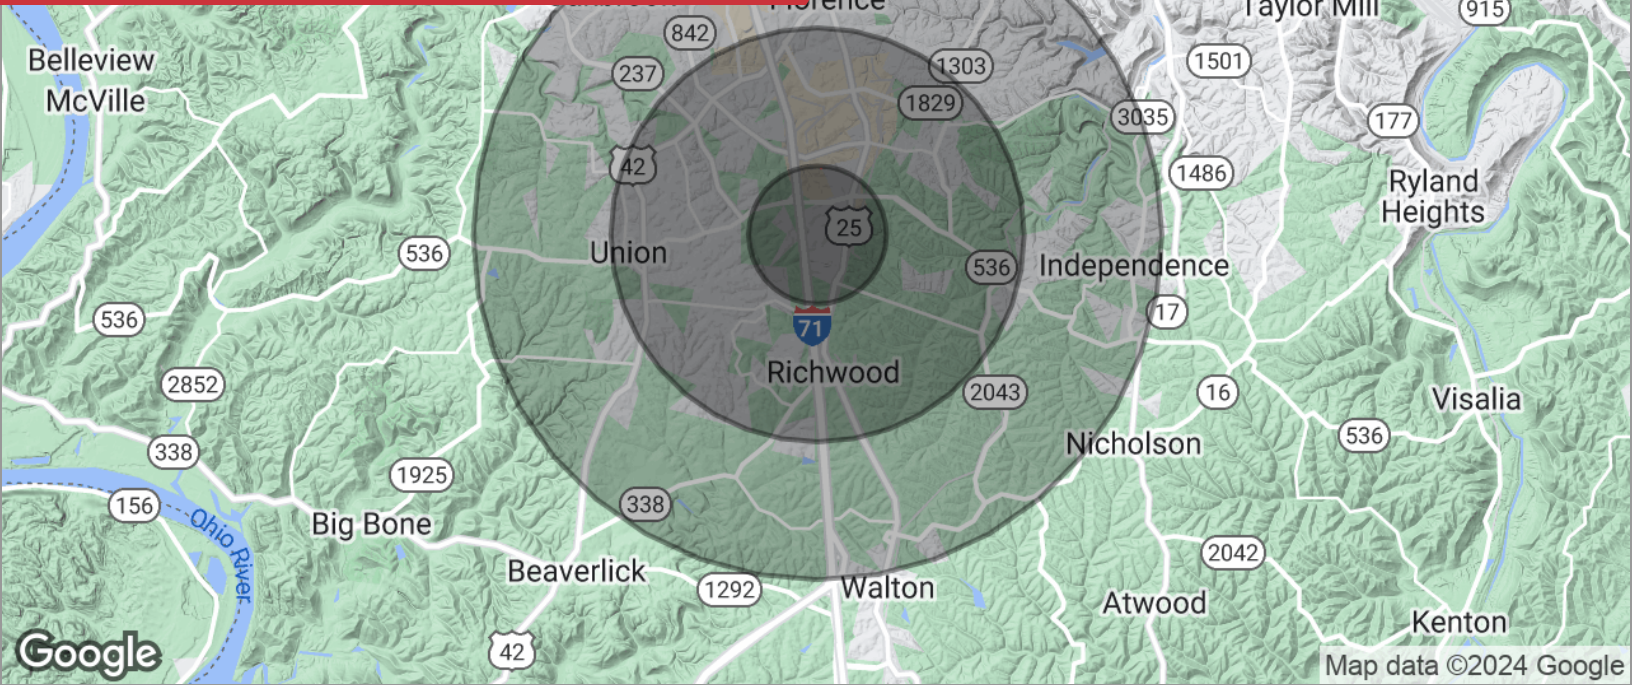 Florence
Taylor Mill
915
842
Belleview
McVille
237
1303
1501
1829
3035
177
42
1486
Ryland
Heights
25
Union
536
536
Independence
536
17
71
Richwood
2852
2043
16
Visalia
338
536
Nicholson
1925
156
338
Ohio River
Big Bone
2042
Beaverlick
1292
Walton
Atwood
Kenton
42
Google
Map data ©2024 Google